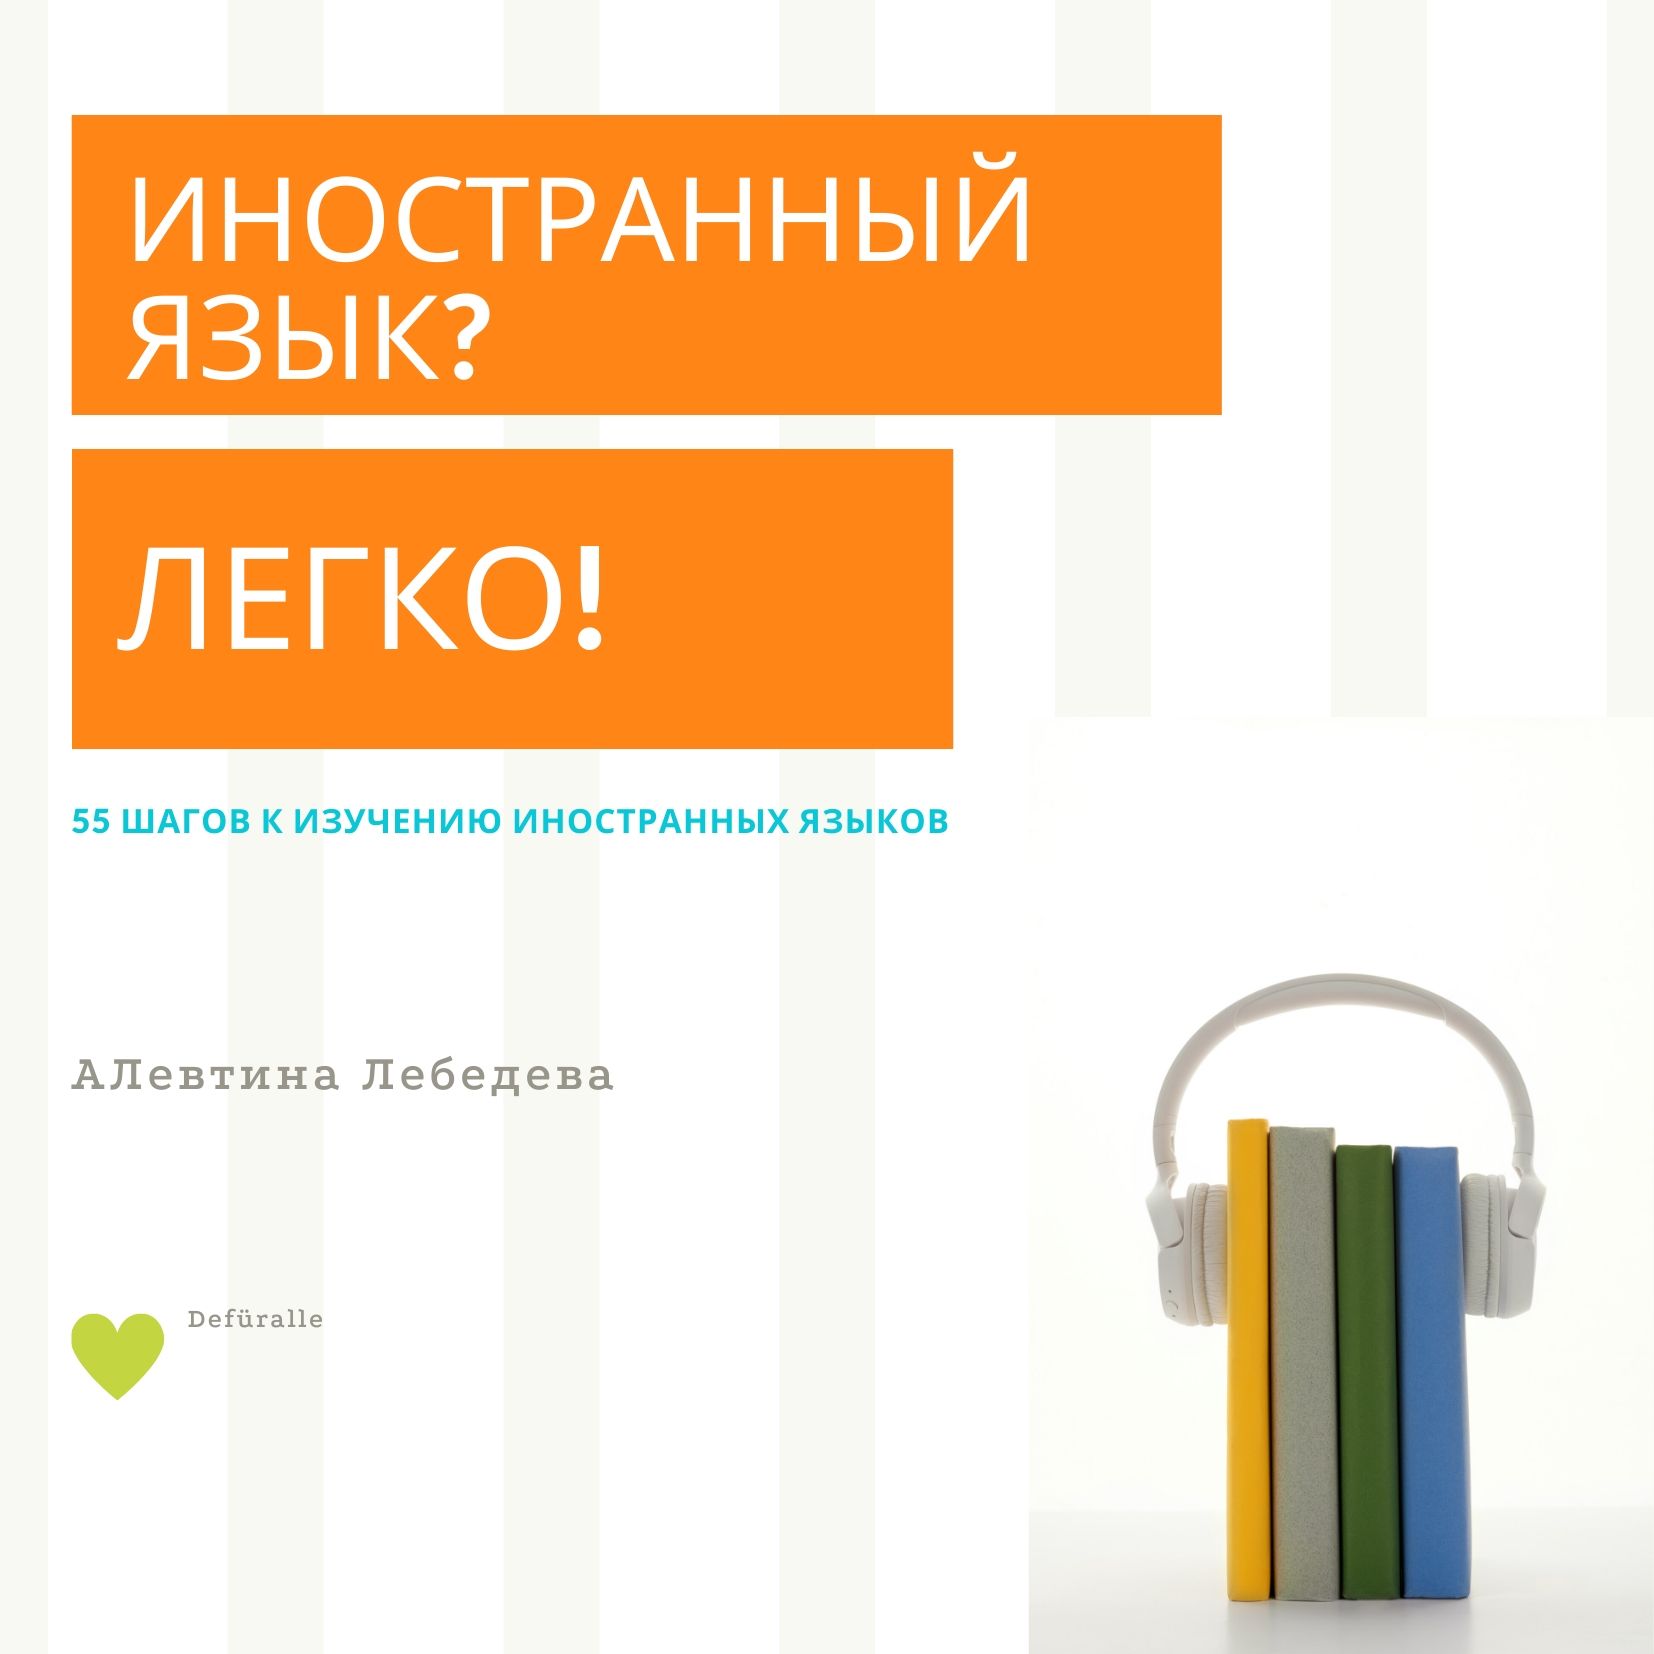 ИНОСТРАННЫЙ
ЯЗЫК?
ЛЕГКО!
55 ШАГОВ К ИЗУЧЕНИЮ ИНОСТРАННЫХ ЯЗЫКОВ
АЛевтина Лебедева
Defüralle